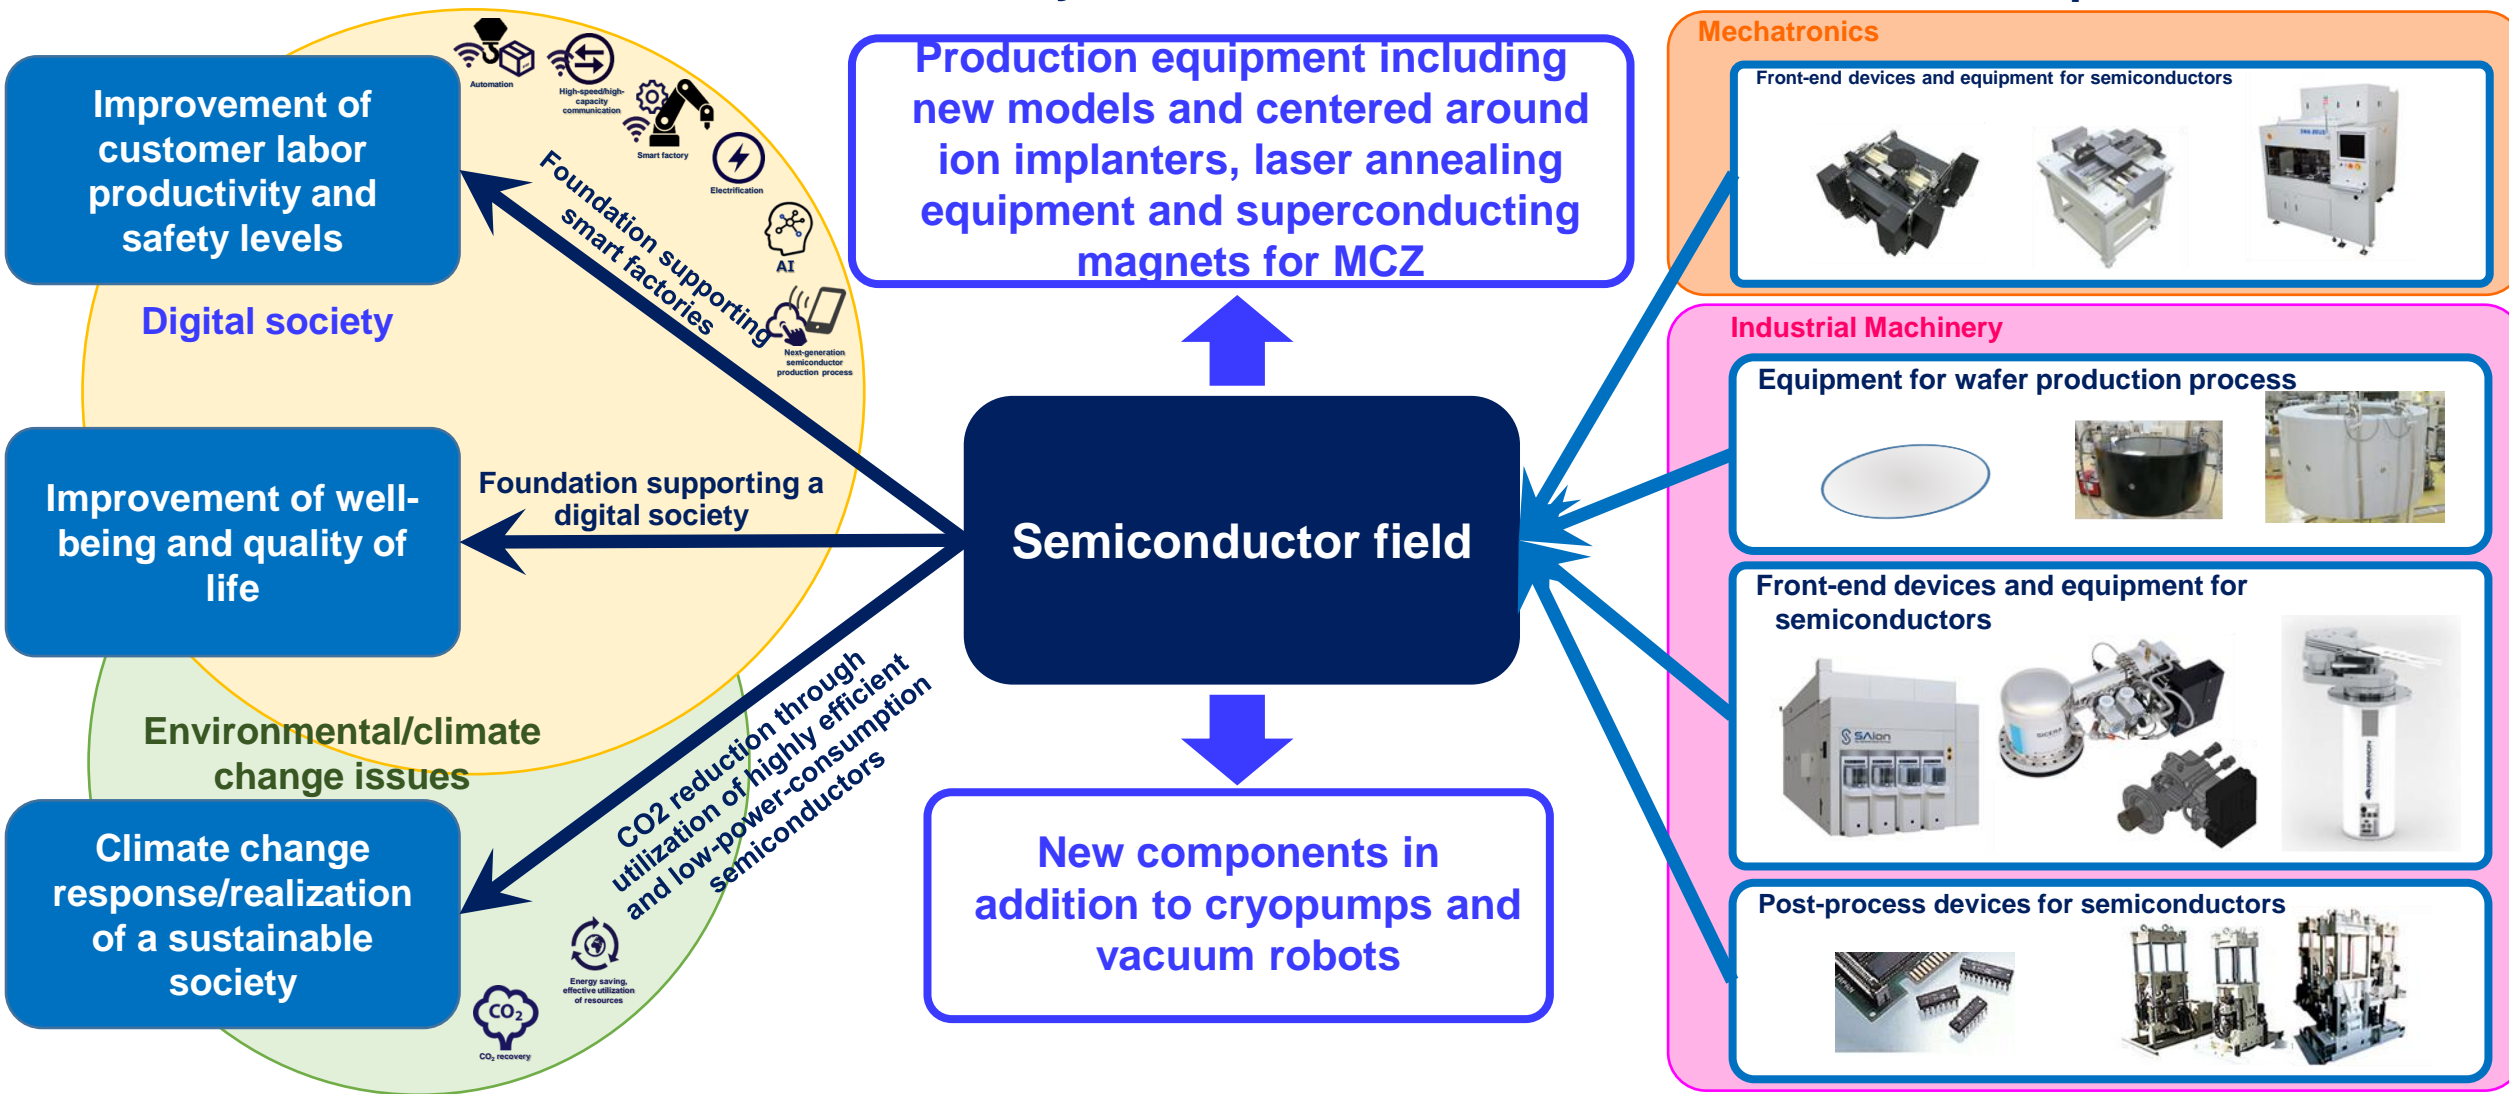 Improvement of
customer labor
productivity and
safety levels
Digital society
Improvement of well-
being and quality of
life
Environmental/climate
change issues
Climate change
response/realization
of a sustainable
society
Automation
High-speed/high-
capacity
communication
Smart factory
Electrification
AI
Next-generation
semiconductor
production process
Foundation supporting
smart factories
Foundation supporting a
digital society
CO2 reduction through
utilization of highly efficient
and low-power-consumption
semiconductors
Energy saving,
effective utilization
of resources
CO₂
CO₂ recovery
Production equipment including
new models and centered around
ion implanters, laser annealing
equipment and superconducting
magnets for MCZ
Semiconductor field
New components in
addition to cryopumps and
vacuum robots
Mechatronics
Front-end devices and equipment for semiconductors
Industrial Machinery
Equipment for wafer production process
Front-end devices and equipment for
semiconductors
SAion
SICERA
PERSIMMON
Post-process devices for semiconductors
JAPAN